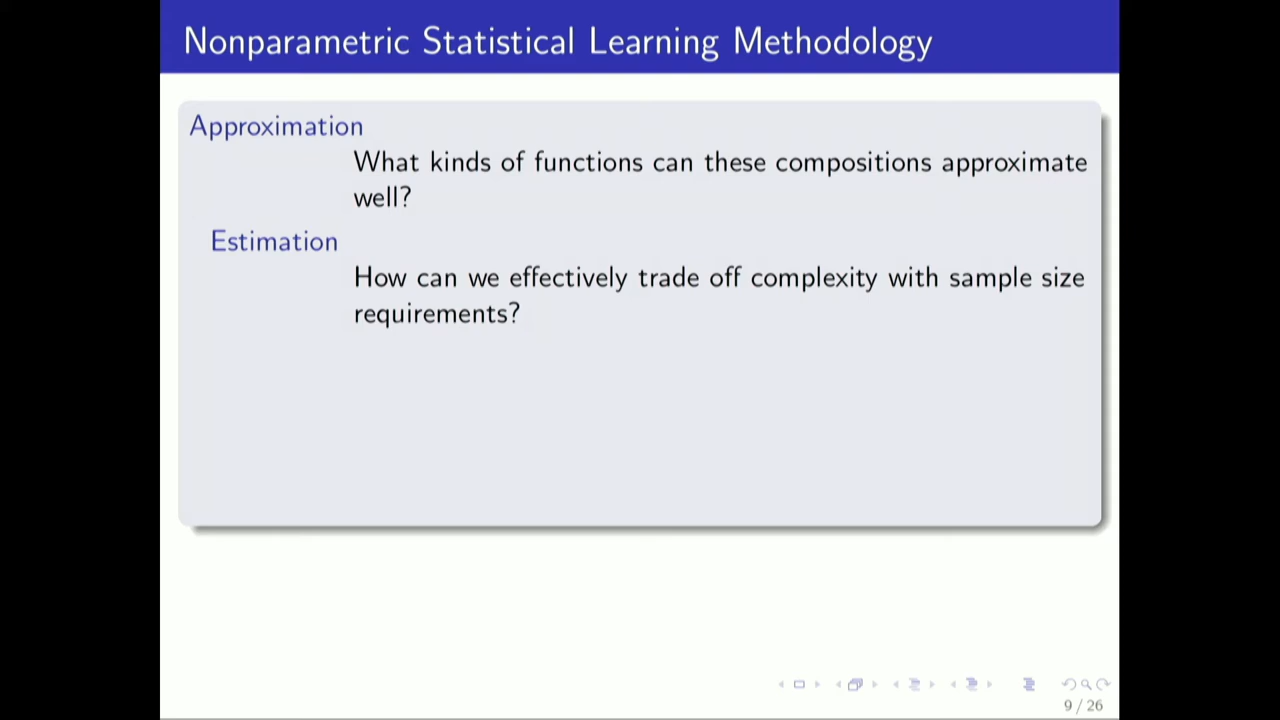 Nonparametric Statistical Learning Methodology
Approximation
What kinds of functions can these compositions approximate
well?
Estimation
How can we effectively trade off complexity with sample size
requirements?
9 / 26